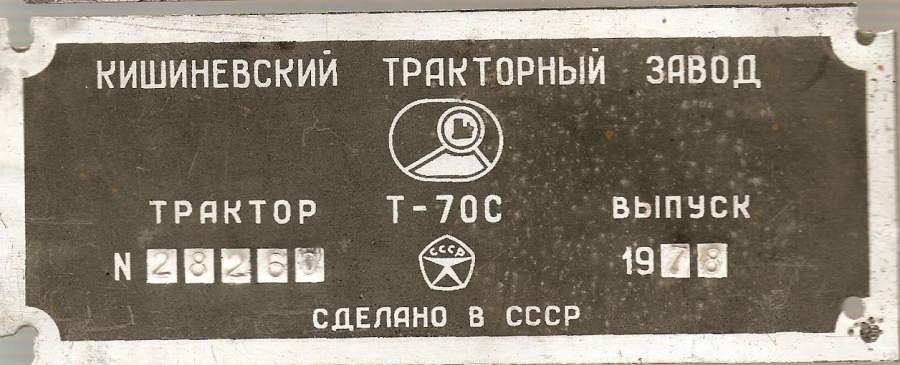 КИШИНЕВСКИЙ ТРАКТОРНЫЙ ЗАВОД
ТРАКТОР Т-70С ВЫПУСК
N 28260 СССР 1978
СДЕЛАНО В СССР